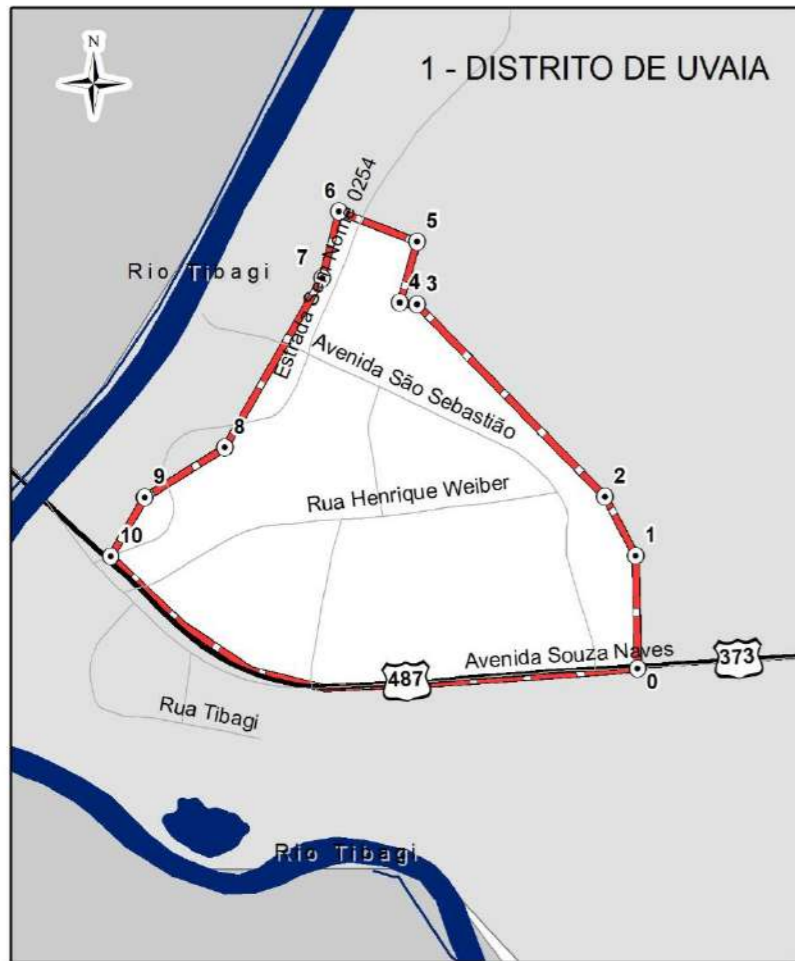 N
1 - DISTRITO DE UVAIA
6
5
7
Rio Tibagi
Estrada Sem Nome 0254
4
3
Avenida São Sebastião
8
9
2
Rua Henrique Weiber
10
1
Avenida Souza Naves
373
487
0
Rua Tibagi
Rio Tibagi